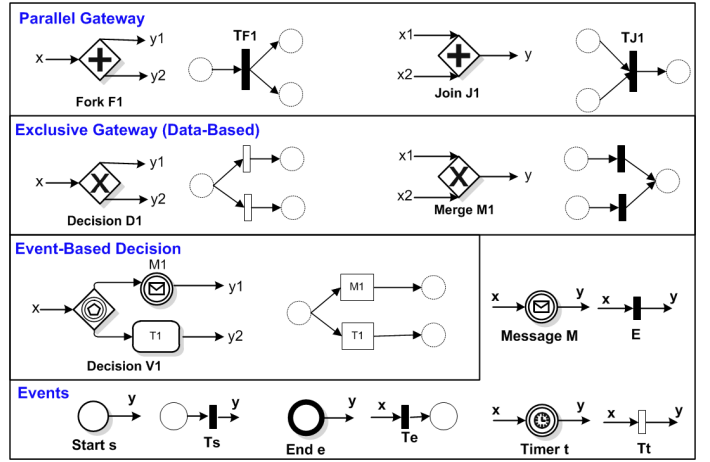 Parallel Gateway
x y1 y2
Fork F1
TF1
x1 x2 y
Join J1
TJ1
Exclusive Gateway (Data-Based)
x y1 y2
Decision D1
x1 x2 y
Merge M1
Event-Based Decision
M1
x y1
T1 y2
Decision V1
M1
T1
x y
Message M
x y
E
Events
y
Start s
y
Ts
y
End e
x
Te
x y
Timer t
x y
Tt